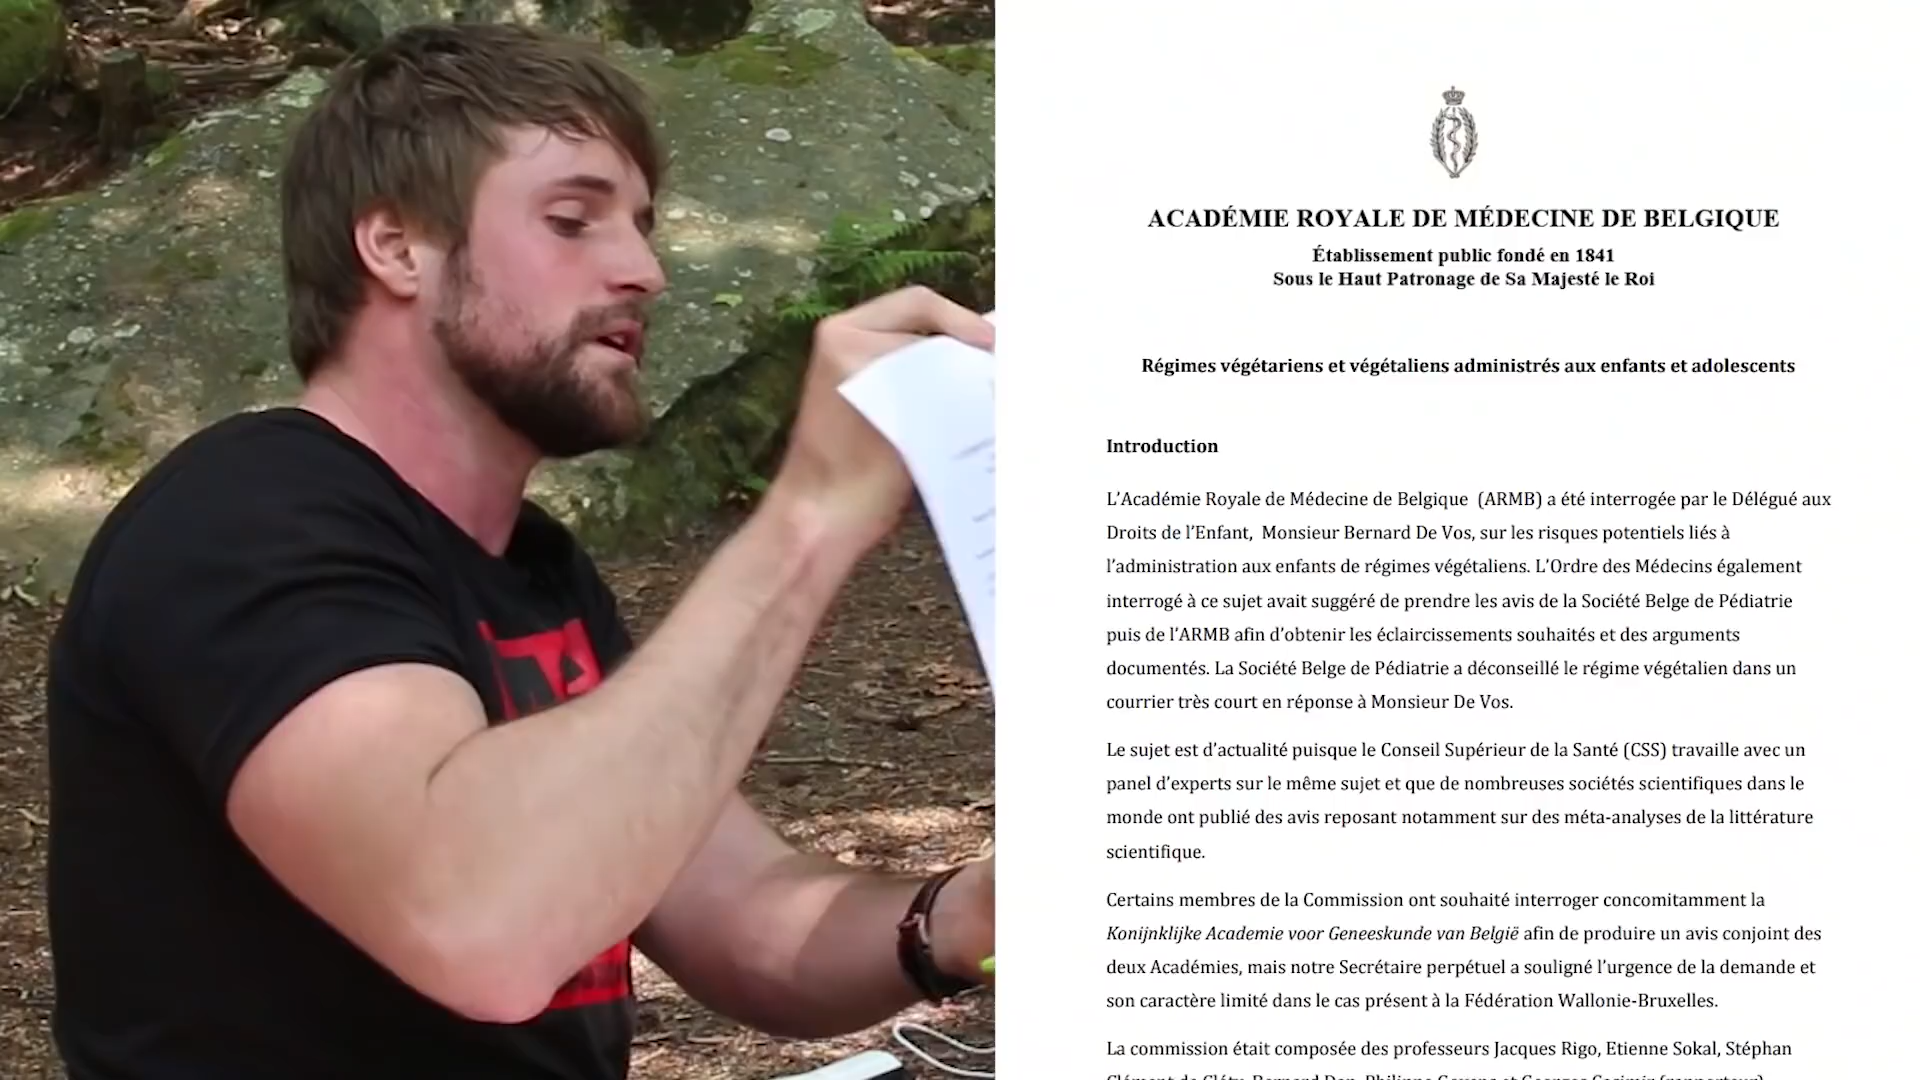 ACADÉMIE ROYALE DE MÉDECINE DE BELGIQUE
Établissement public fondé en 1841
Sous le Haut Patronage de Sa Majesté le Roi
Régimes végétariens et végétaliens administrés aux enfants et adolescents
Introduction
L’Académie Royale de Médecine de Belgique (ARMB) a été interrogée par le Délégué aux
Droits de l’Enfant, Monsieur Bernard De Vos, sur les risques potentiels liés à
l’administration aux enfants de régimes végétaliens. L’Ordre des Médecins également
interrogé à ce sujet avait suggéré de prendre les avis de la Société Belge de Pédiatrie
puis de l’ARMB afin d’obtenir les éclaircissements souhaités et des arguments
documentés. La Société Belge de Pédiatrie a déconseillé le régime végétalien dans un
courrier très court en réponse à Monsieur De Vos.
Le sujet est d’actualité puisque le Conseil Supérieur de la Santé (CSS) travaille avec un
panel d’experts sur le même sujet et que de nombreuses sociétés scientifiques dans le
monde ont publié des avis reposant notamment sur des méta-analyses de la littérature
scientifique.
Certains membres de la Commission ont souhaité interroger concomitamment la
Konijnklijke Academie voor Geneeskunde van België afin de produire un avis conjoint des
deux Académies, mais notre Secrétaire perpétuel a souligné l’urgence de la demande et
son caractère limité dans le cas présent à la Fédération Wallonie-Bruxelles.
La commission était composée des professeurs Jacques Rigo, Etienne Sokal, Stéphan